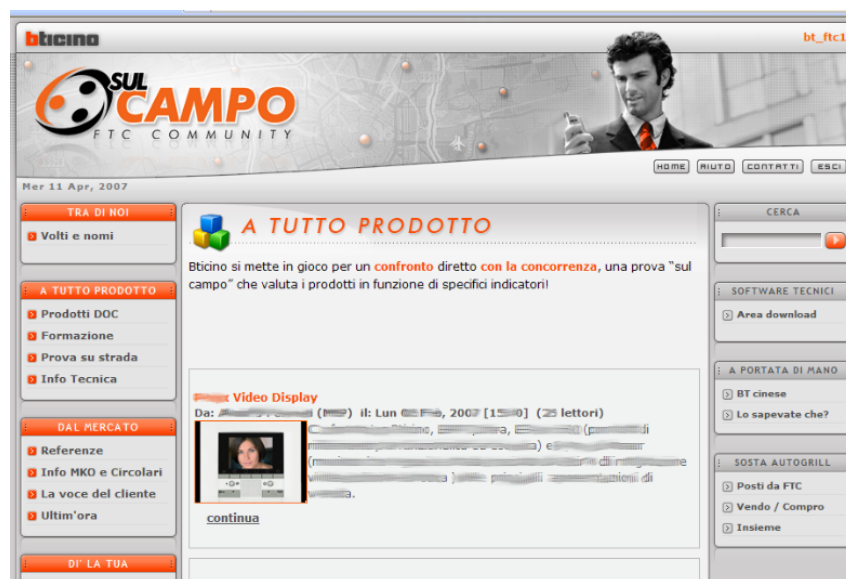 bticino
bt_ftc1
SUL
CAMPO
FTC COMMUNITY
HOME
AIUTO
CONTATTI
ESCI
Mer 11 Apr, 2007
TRA DI NOI
Volti e nomi
A TUTTO PRODOTTO
Prodotti DOC
Formazione
Prova su strada
Info Tecnica
DAL MERCATO
Referenze
Info MKO e Circolari
La voce del cliente
Ultim'ora
DI' LA TUA
A TUTTO PRODOTTO
Bticino si mette in gioco per un confronto diretto con la concorrenza, una prova "sul
campo" che valuta i prodotti in funzione di specifici indicatori!
Video Display
Da: il: Lun 2007 lettori)
di
continua
CERCA
SOFTWARE TECNICI
Area download
A PORTATA DI MANO
BT cinese
Lo sapevate che?
SOSTA AUTOGRILL
Posti da FTC
Vendo / Compro
Insieme